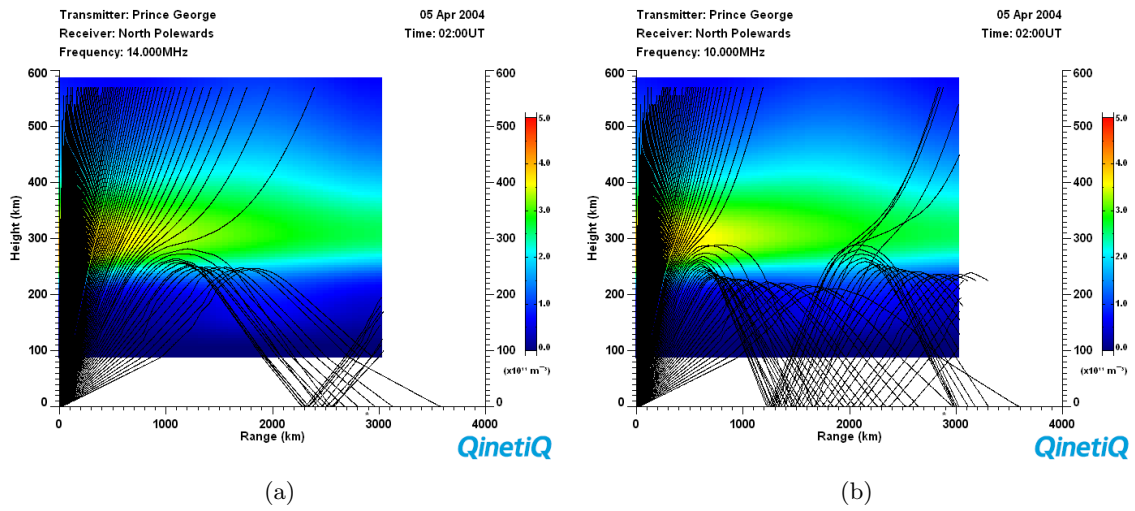 Transmitter: Prince George
05 Apr 2004
Receiver: North Polewards
Time: 02:00UT
Frequency: 14.000MHz
600
500
400
300
200
100
0
Height (km)
0
1000
2000
3000
4000
Range (km)
*
600
500
400
300
200
100
0
5.0
4.0
3.0
2.0
1.0
0.0
(x10¹¹ m⁻³)
QinetiQ
(a)
Transmitter: Prince George
05 Apr 2004
Receiver: North Polewards
Time: 02:00UT
Frequency: 10.000MHz
600
500
400
300
200
100
0
Height (km)
0
1000
2000
3000
4000
Range (km)
*
600
500
400
300
200
100
0
5.0
4.0
3.0
2.0
1.0
0.0
(x10¹¹ m⁻³)
QinetiQ
(b)